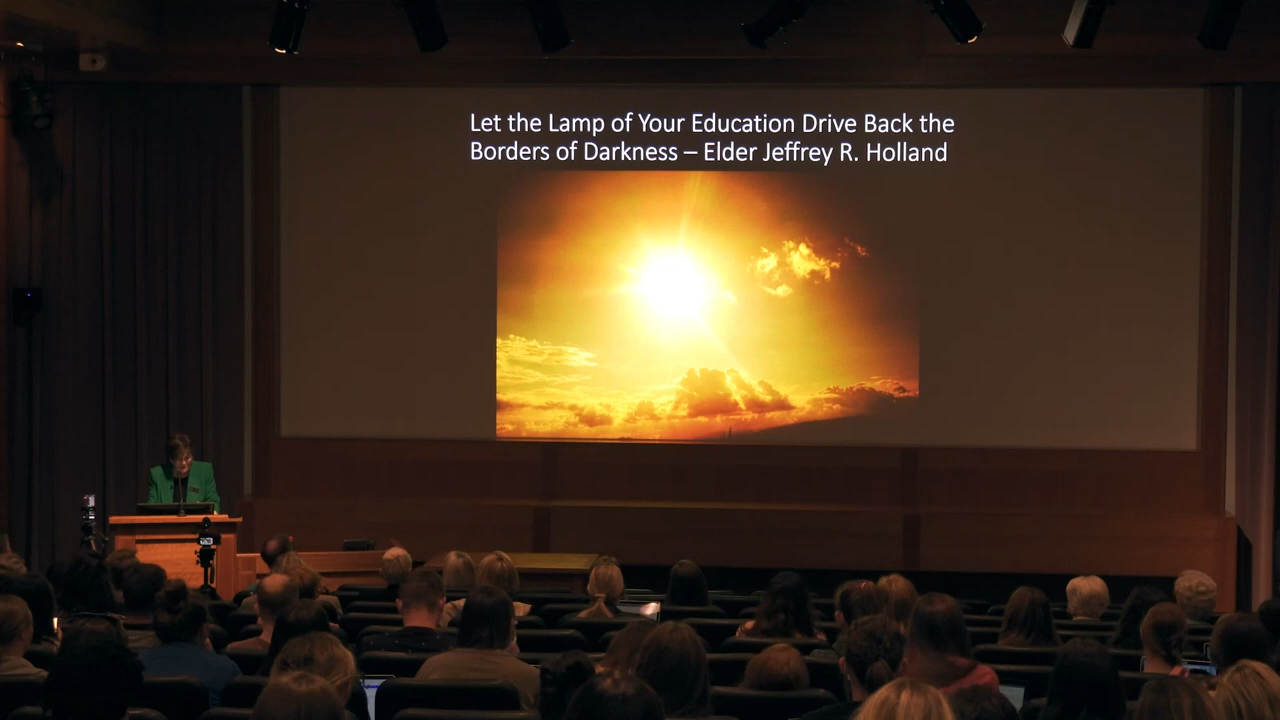 Let the Lamp of Your Education Drive Back the
Borders of Darkness – Elder Jeffrey R. Holland